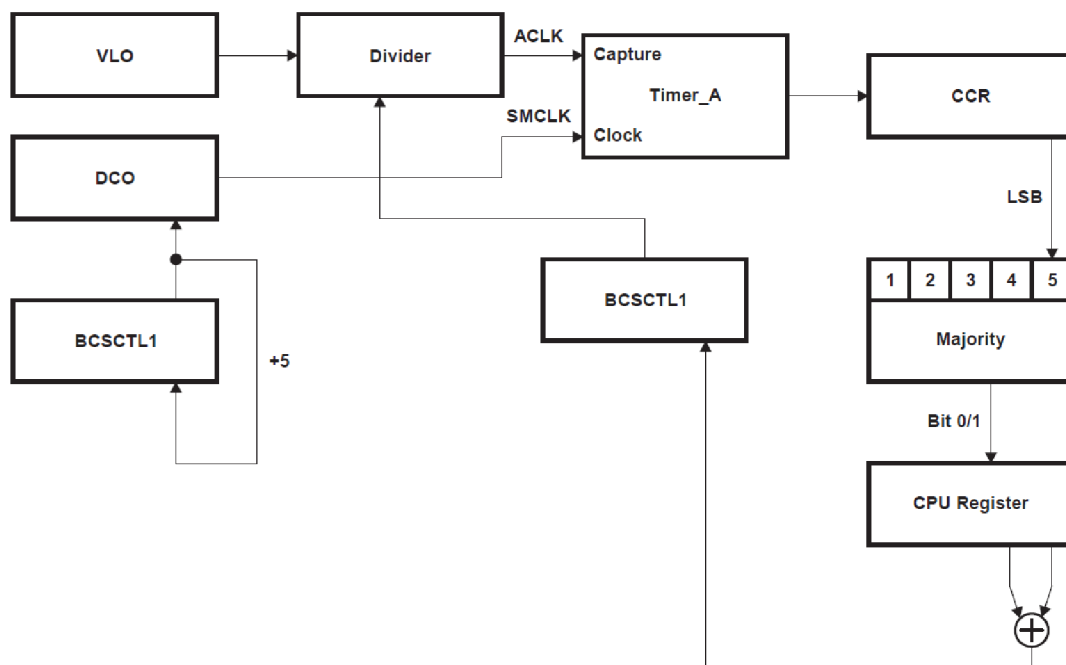 VLO
Divider
ACLK
Capture
Timer_A
CCR
SMCLK
Clock
DCO
LSB
1 2 3 4 5
BCSCTL1
BCSCTL1
Majority
+5
Bit 0/1
CPU Register